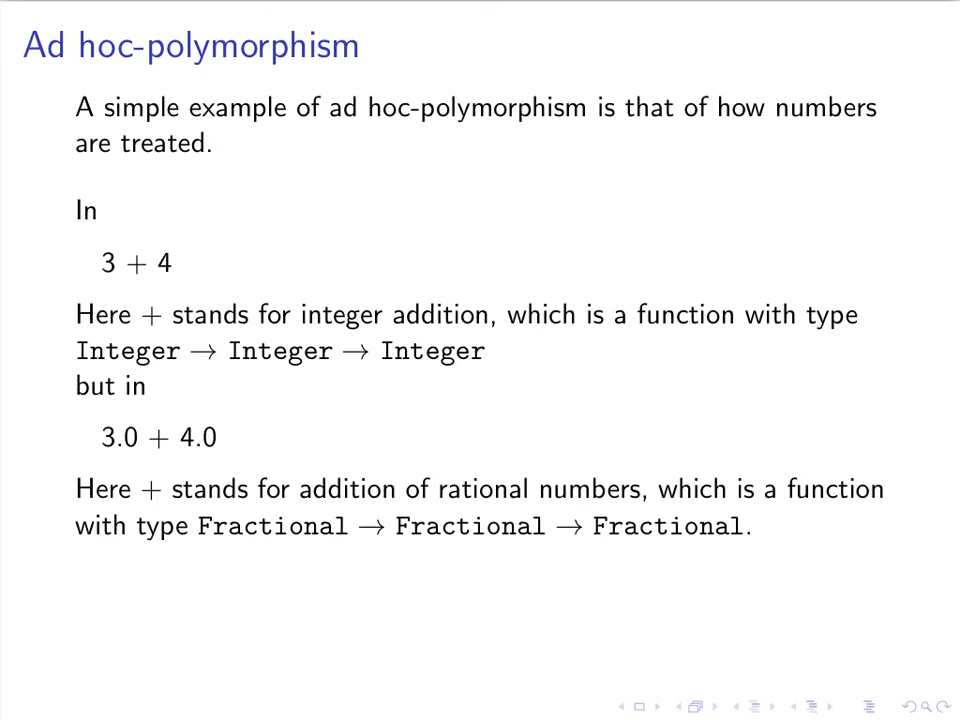 Ad hoc-polymorphism
A simple example of ad hoc-polymorphism is that of how numbers
are treated.
In
3 + 4
Here + stands for integer addition, which is a function with type
Integer → Integer → Integer
but in
3.0 + 4.0
Here + stands for addition of rational numbers, which is a function
with type Fractional → Fractional → Fractional.